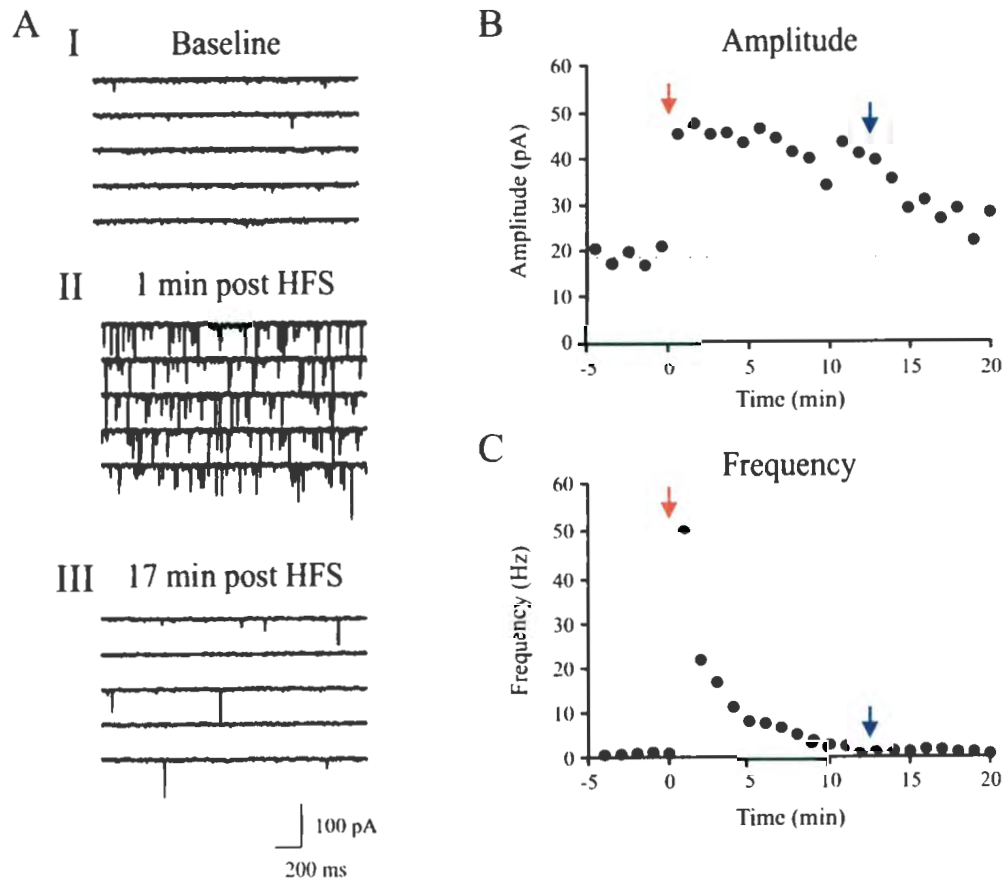 A
I
Baseline
II
1 min post HFS
III
17 min post HFS
100 pA
200 ms
B
Amplitude
Amplitude (pA)
60
50
40
30
20
10
0
-5
0
5
10
15
20
Time (min)
C
Frequency
Frequency (Hz)
60
50
40
30
20
10
0
-5
0
5
10
15
20
Time (min)